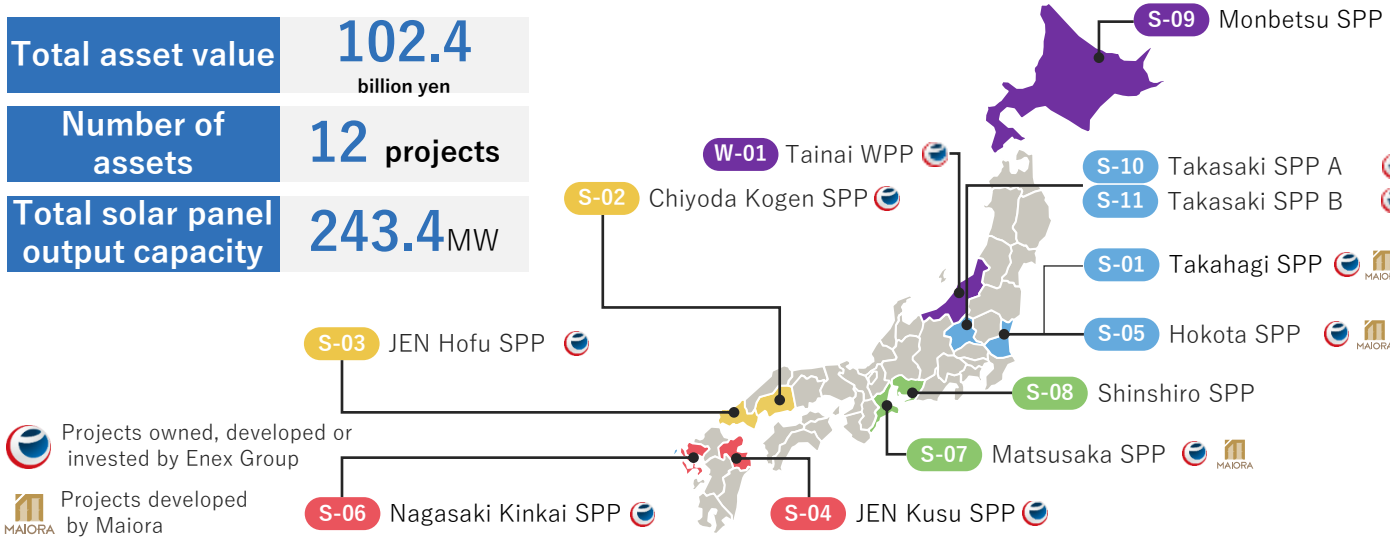 Total asset value
102.4
billion yen
Number of
assets
12 projects
Total solar panel
output capacity
243.4MW
S-09 Monbetsu SPP
W-01 Tainai WPP
S-10 Takasaki SPP A
S-02 Chiyoda Kogen SPP
S-11 Takasaki SPP B
S-01 Takahagi SPP
MAIORA
S-03 JEN Hofu SPP
S-05 Hokota SPP
MAIORA
S-08 Shinshiro SPP
S-07 Matsusaka SPP
MAIORA
Projects owned, developed or
invested by Enex Group
Projects developed
by Maiora
MAIORA
S-06 Nagasaki Kinkai SPP
S-04 JEN Kusu SPP